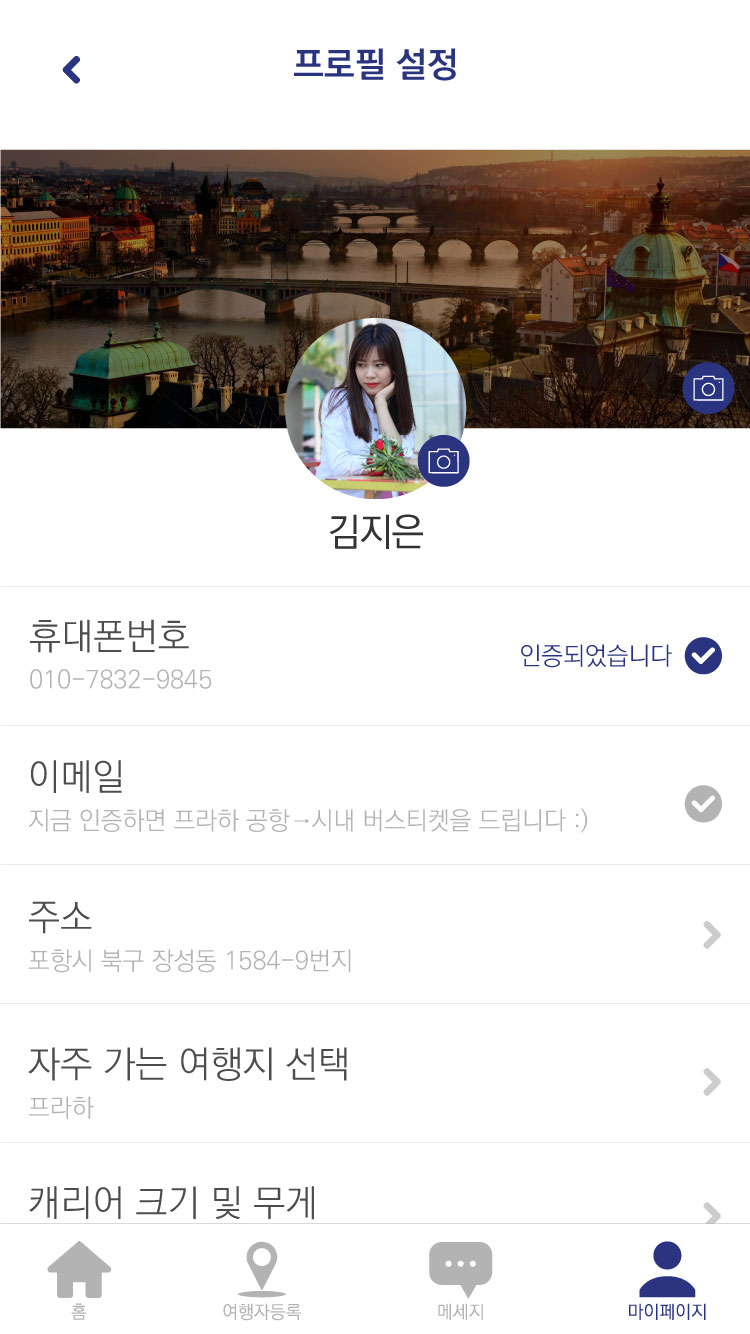 프로필 설정
김지은
휴대폰번호
010-7832-9845
인증되었습니다
이메일
지금 인증하면 프라하 공항→시내 버스티켓을 드립니다 :)
주소
포항시 북구 장성동 1584-9번지
자주 가는 여행지 선택
프라하
캐리어 크기 및 무게
홈
여행자등록
메세지
마이페이지